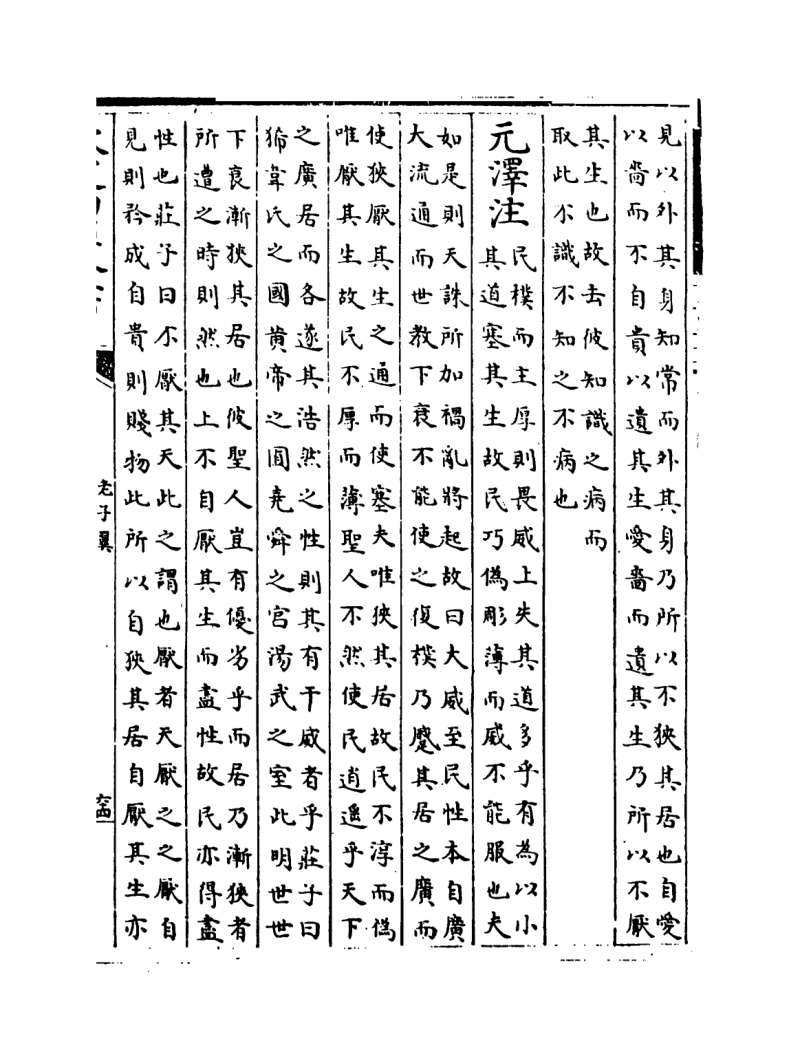 見以外其身知常而外其身乃所以不狹其居也自愛
以嗇而不自貴以遺其生愛嗇而遺其生乃所以不厭
其生也故去彼知識之病而
取此不識不知之不病也
元澤注
民樸而主厚則畏威上失其道多乎有為以小
其道塞其生故民巧偽彫薄而威不能服也夫
如是則天誅所加禍亂將起故曰大威至民性本自廣
大流通而世教下衰不能使之復樸乃蹙其居之廣而
使狹厭其生之通而使塞夫唯狹其居故民不淳而偽
唯厭其生故民不厚而薄聖人不然使民逍遥乎天下
之廣居而各遂其浩然之性則其有干威者乎莊子曰
狶韋氏之國黄帝之囿堯舜之宫湯武之室此明世世
下衰漸狹其居也彼聖人豈有優劣乎而居乃漸狹者
所遭之時則然也上不自厭其生而盡性故民亦得盡
性也莊子曰不厭其天此之謂也厭者天厭之之厭自
見則矜成自貴則賤物此所以自狹其居自厭其生亦
老子翼